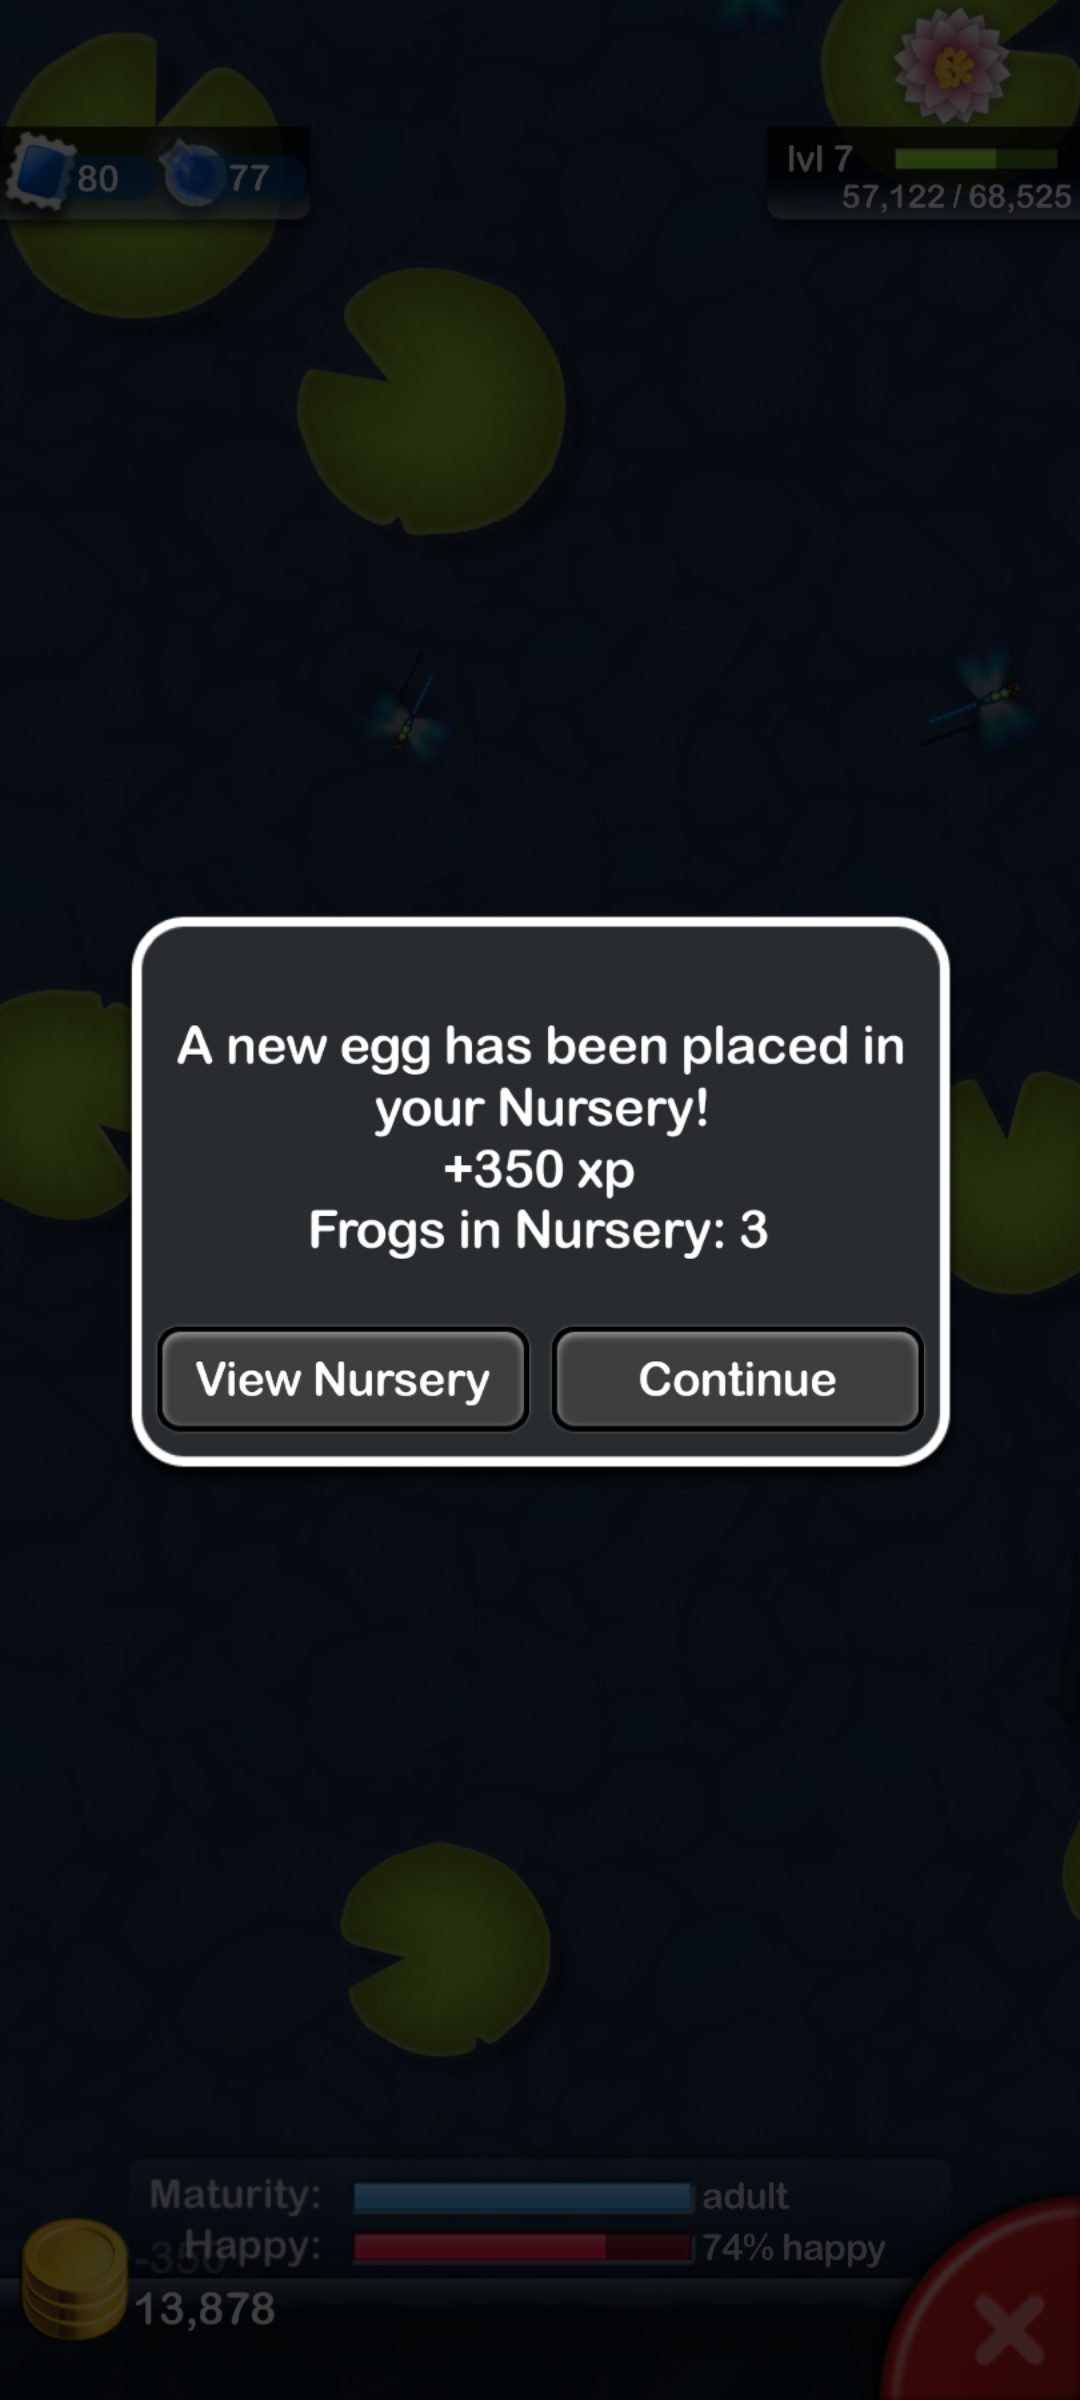 80
77
lvl 7
57,122 / 68,525
A new egg has been placed in
your Nursery!
+350 xp
Frogs in Nursery: 3
View Nursery
Continue
Maturity:
adult
Happy:
74% happy
-350
13,878